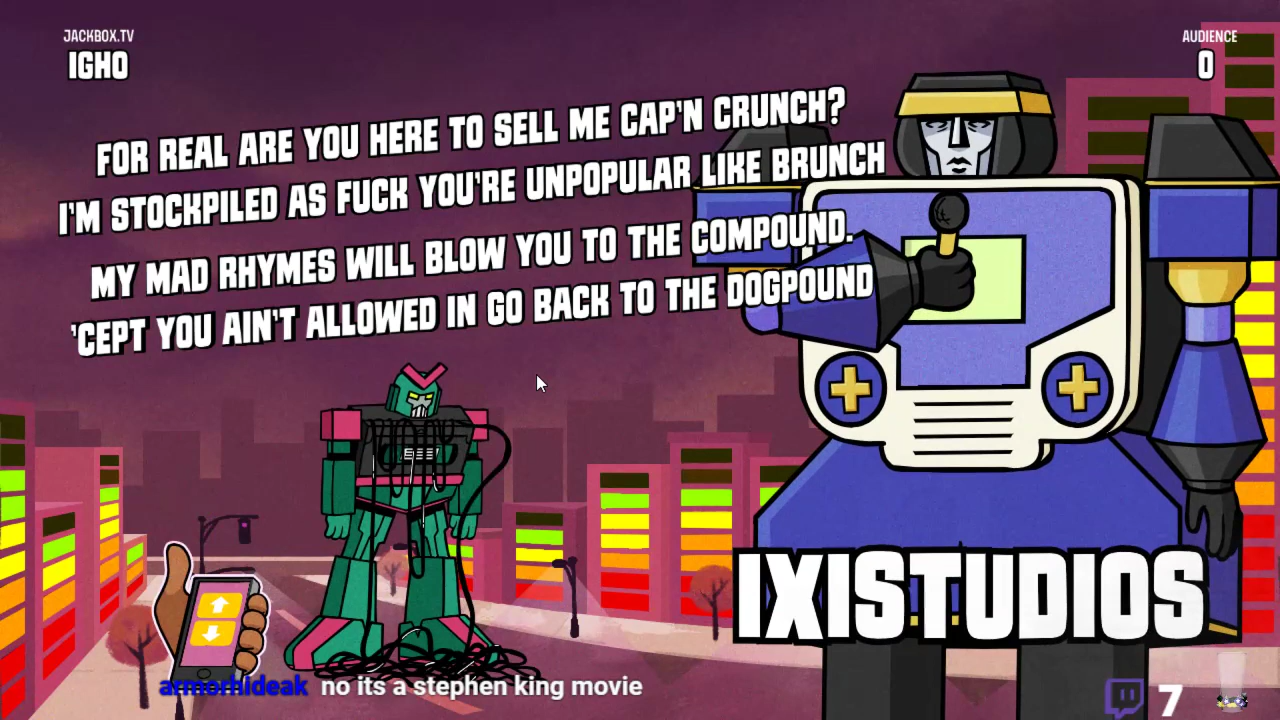 JACKBOX.TV
IGHO
AUDIENCE
0
FOR REAL ARE YOU HERE TO SELL ME CAP'N CRUNCH?
I'M STOCKPILED AS FUCK YOU'RE UNPOPULAR LIKE BRUNCH
MY MAD RHYMES WILL BLOW YOU TO THE COMPOUND.
'CEPT YOU AIN'T ALLOWED IN GO BACK TO THE DOGPOUND
IXISTUDIOS
armorhideak no its a stephen king movie
7